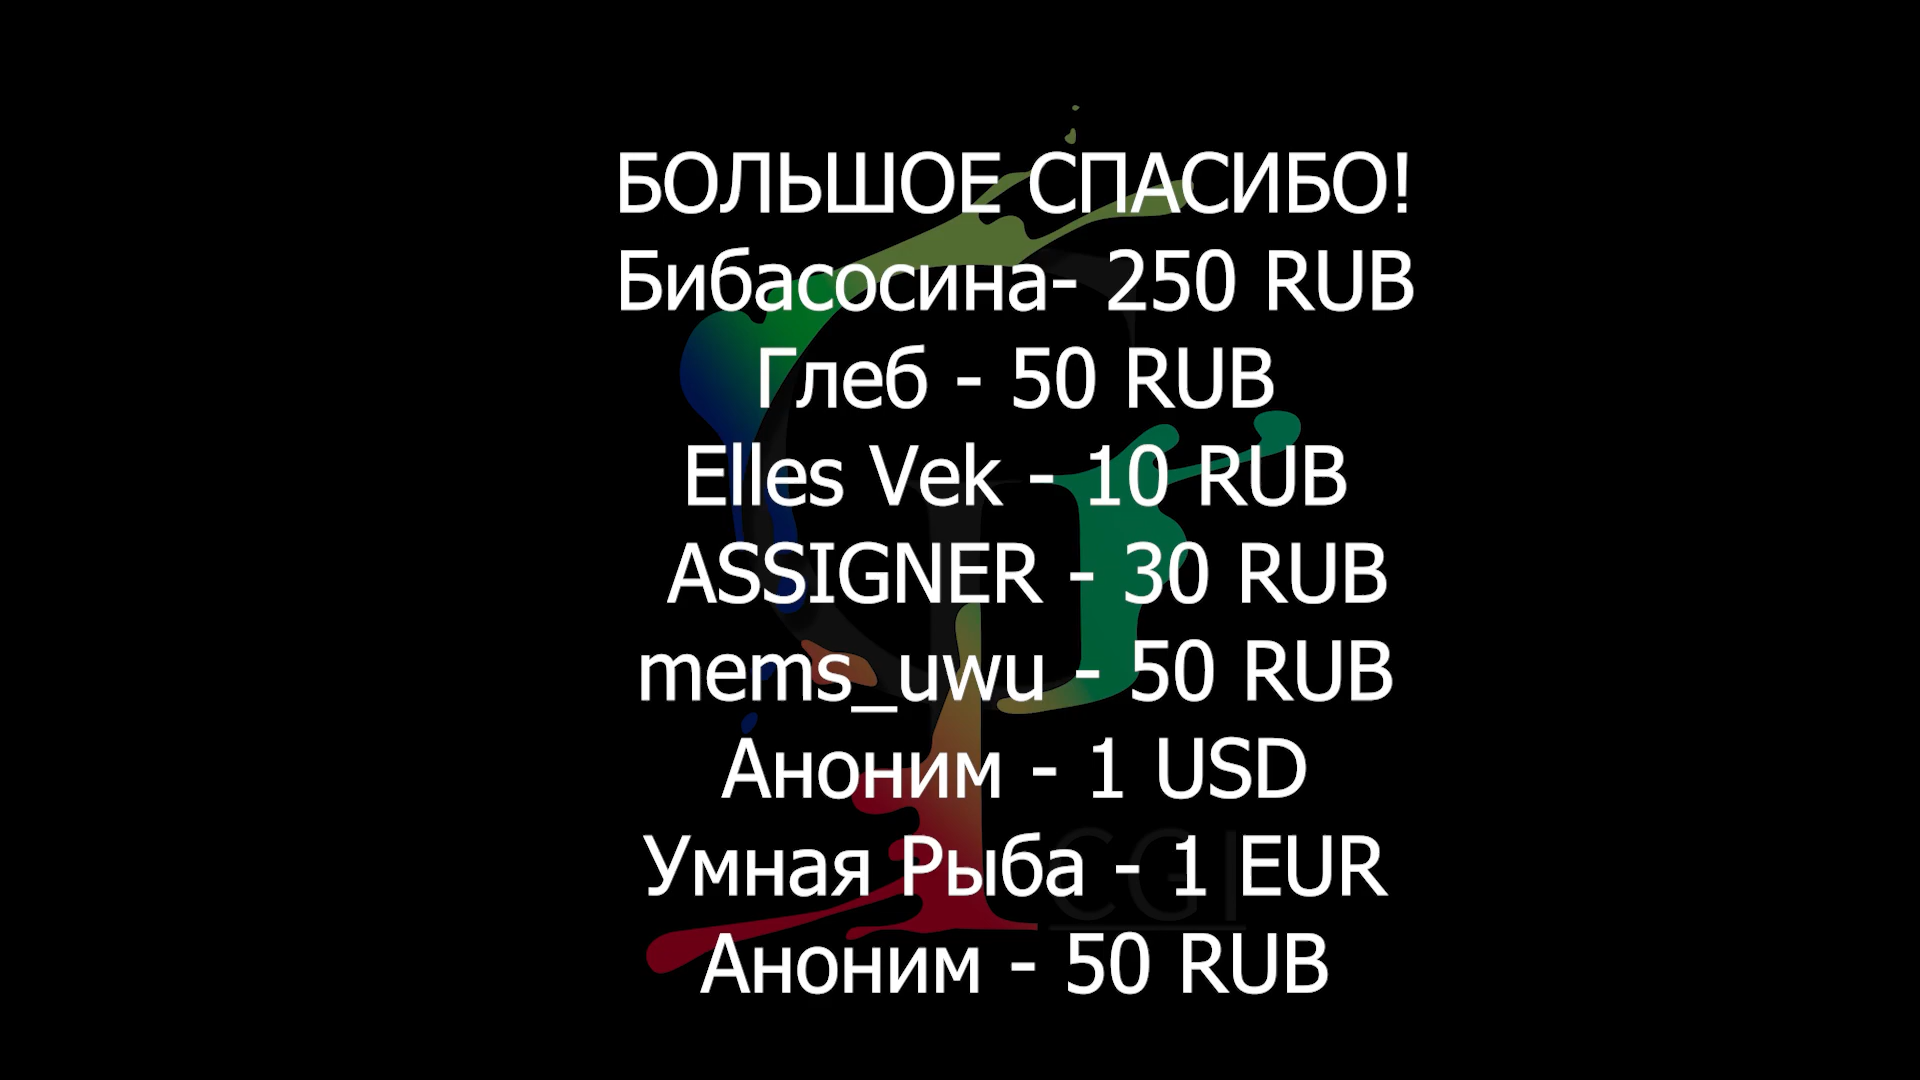 БОЛЬШОЕ СПАСИБО!
Бибасосина- 250 RUB
Глеб - 50 RUB
Elles Vek - 10 RUB
ASSIGNER - 30 RUB
mems_uwu - 50 RUB
Аноним - 1 USD
Умная Рыба - 1 EUR
CGI
Аноним - 50 RUB